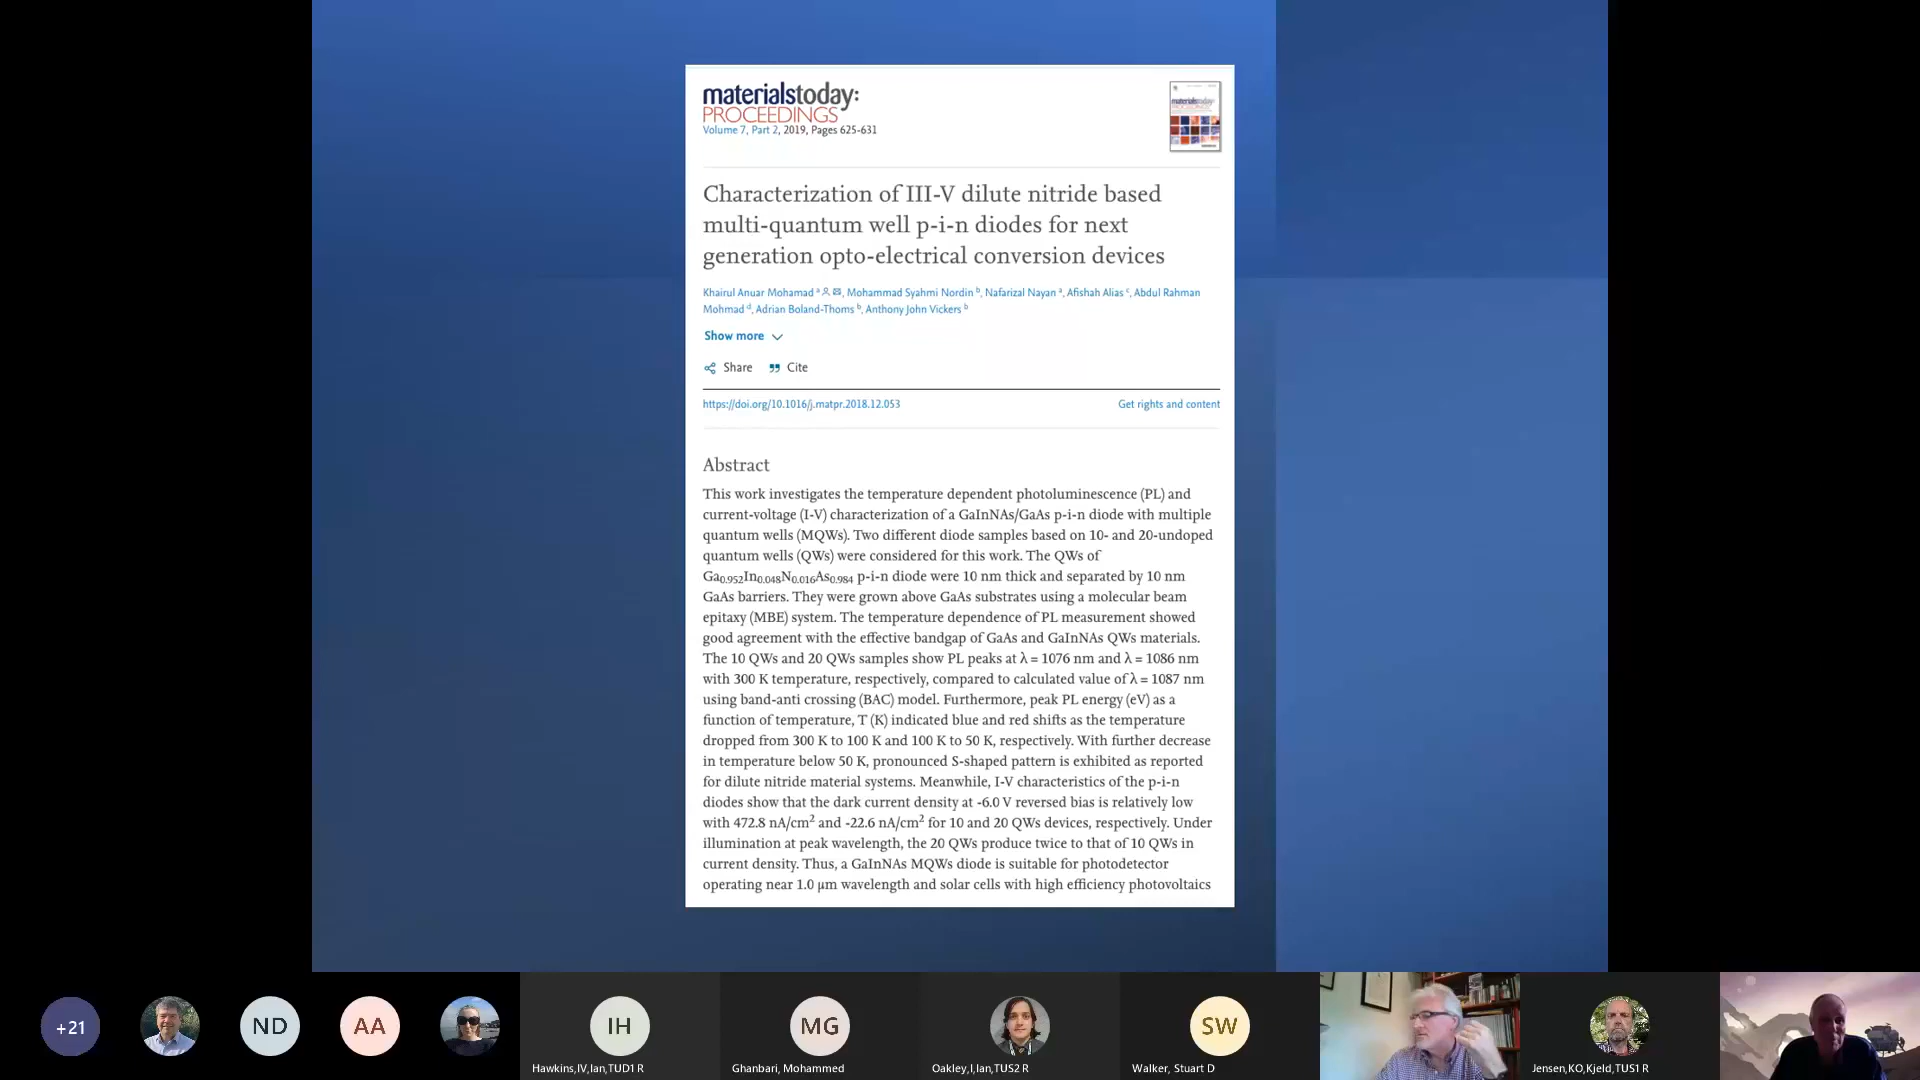 materialstoday:
PROCEEDINGS
Volume 7, Part 2, 2019, Pages 625-631
materialstoday:
PROCEEDINGS
Characterization of III-V dilute nitride based
multi-quantum well p-i-n diodes for next
generation opto-electrical conversion devices
Khairul Anuar Mohamad a, Mohammad Syahmi Nordin b, Nafarizal Nayan a, Afishah Alias c, Abdul Rahman
Mohmad d, Adrian Boland-Thoms b, Anthony John Vickers b
Show more
Share Cite
https://doi.org/10.1016/j.matpr.2018.12.053 Get rights and content
Abstract
This work investigates the temperature dependent photoluminescence (PL) and
current-voltage (I-V) characterization of a GaInNAs/GaAs p-i-n diode with multiple
quantum wells (MQWs). Two different diode samples based on 10- and 20-undoped
quantum wells (QWs) were considered for this work. The QWs of
Ga0.952In0.048N0.016As0.984 p-i-n diode were 10 nm thick and separated by 10 nm
GaAs barriers. They were grown above GaAs substrates using a molecular beam
epitaxy (MBE) system. The temperature dependence of PL measurement showed
good agreement with the effective bandgap of GaAs and GaInNAs QWs materials.
The 10 QWs and 20 QWs samples show PL peaks at λ = 1076 nm and λ = 1086 nm
with 300 K temperature, respectively, compared to calculated value of λ = 1087 nm
using band-anti crossing (BAC) model. Furthermore, peak PL energy (eV) as a
function of temperature, T (K) indicated blue and red shifts as the temperature
dropped from 300 K to 100 K and 100 K to 50 K, respectively. With further decrease
in temperature below 50 K, pronounced S-shaped pattern is exhibited as reported
for dilute nitride material systems. Meanwhile, I-V characteristics of the p-i-n
diodes show that the dark current density at -6.0 V reversed bias is relatively low
with 472.8 nA/cm² and -22.6 nA/cm² for 10 and 20 QWs devices, respectively. Under
illumination at peak wavelength, the 20 QWs produce twice to that of 10 QWs in
current density. Thus, a GaInNAs MQWs diode is suitable for photodetector
operating near 1.0 µm wavelength and solar cells with high efficiency photovoltaics
+21 ND AA IH MG SW
Hawkins,IV,Ian,TUD1 R Ghanbari, Mohammed Oakley,I,Ian,TUS2 R Walker, Stuart D Jensen,KO,Kjeld,TUS1 R